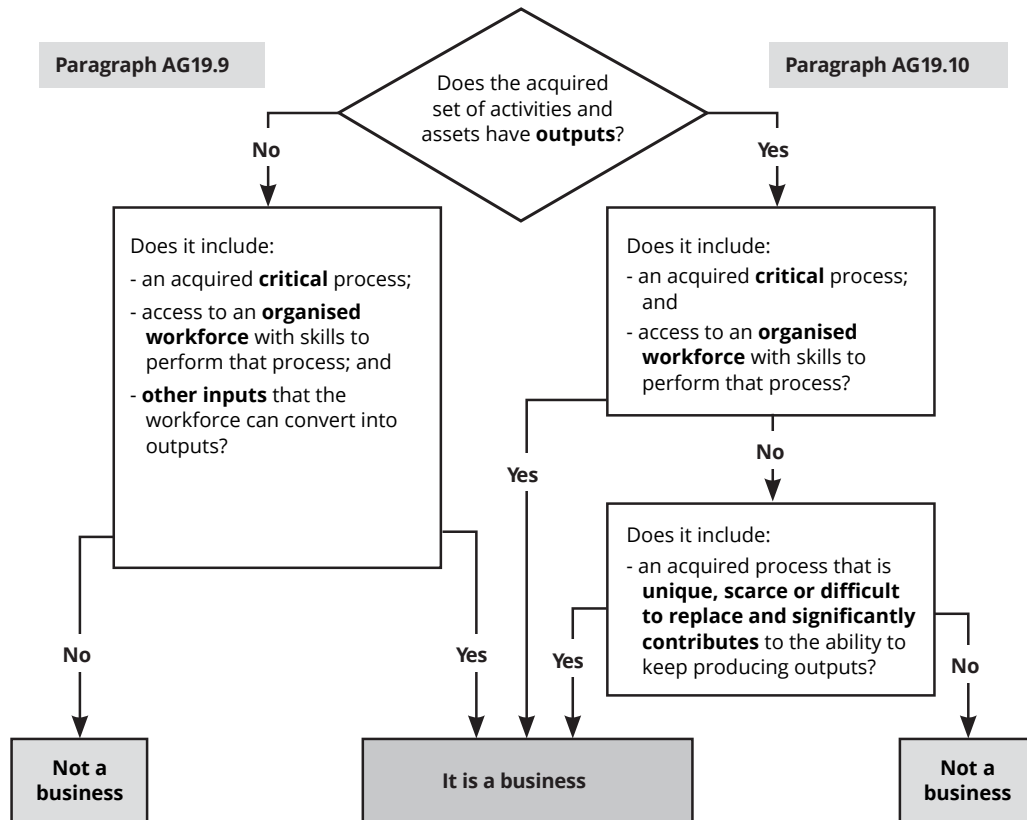 Paragraph AG19.9
Paragraph AG19.10
Does the acquired
set of activities and
assets have outputs?
No
Yes
Does it include:
- an acquired critical process;
- access to an organised
workforce with skills to
perform that process; and
- other inputs that the
workforce can convert into
outputs?
Does it include:
- an acquired critical process;
and
- access to an organised
workforce with skills to
perform that process?
Yes
No
Does it include:
- an acquired process that is
unique, scarce or difficult
to replace and significantly
contributes to the ability to
keep producing outputs?
No
Yes
Yes
No
Not a
business
It is a business
Not a
business